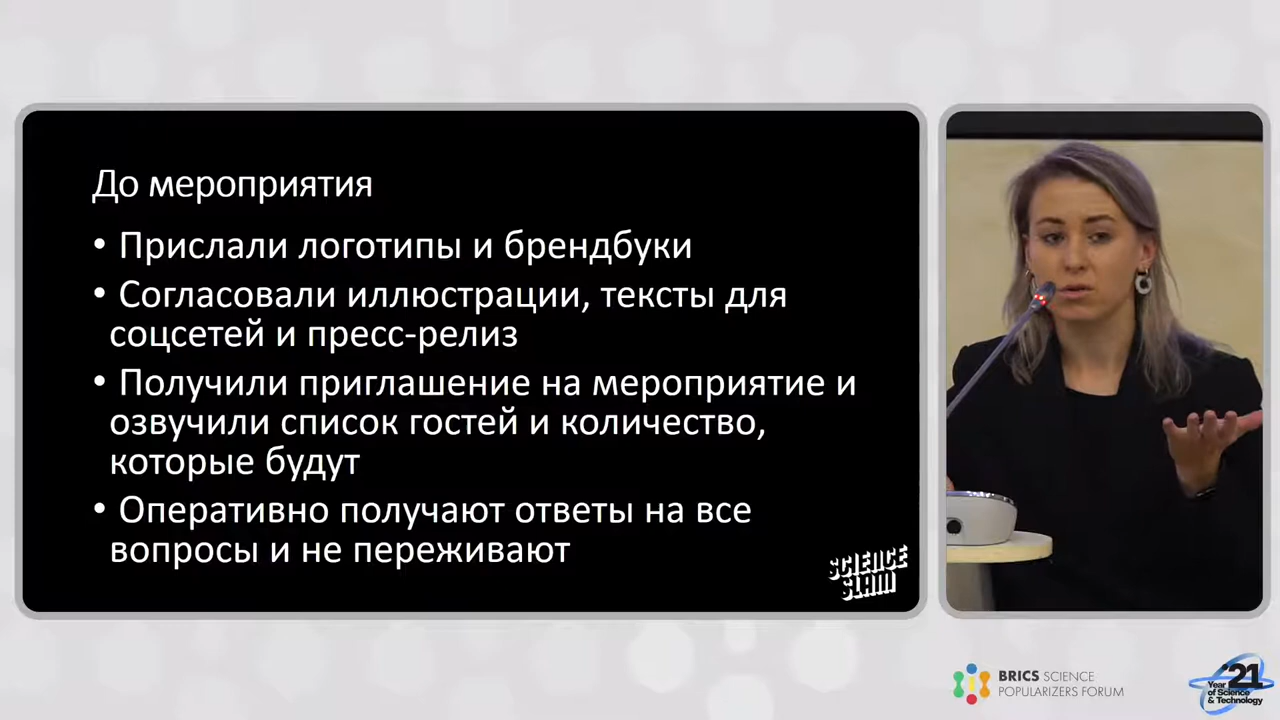 До мероприятия
• Прислали логотипы и брендбуки
• Согласовали иллюстрации, тексты для
соцсетей и пресс-релиз
• Получили приглашение на мероприятие и
озвучили список гостей и количество,
которые будут
• Оперативно получают ответы на все
вопросы и не переживают
SCIENCE
SLAM
BRICS SCIENCE
POPULARIZERS FORUM
'21
Year
of Science
& Technology